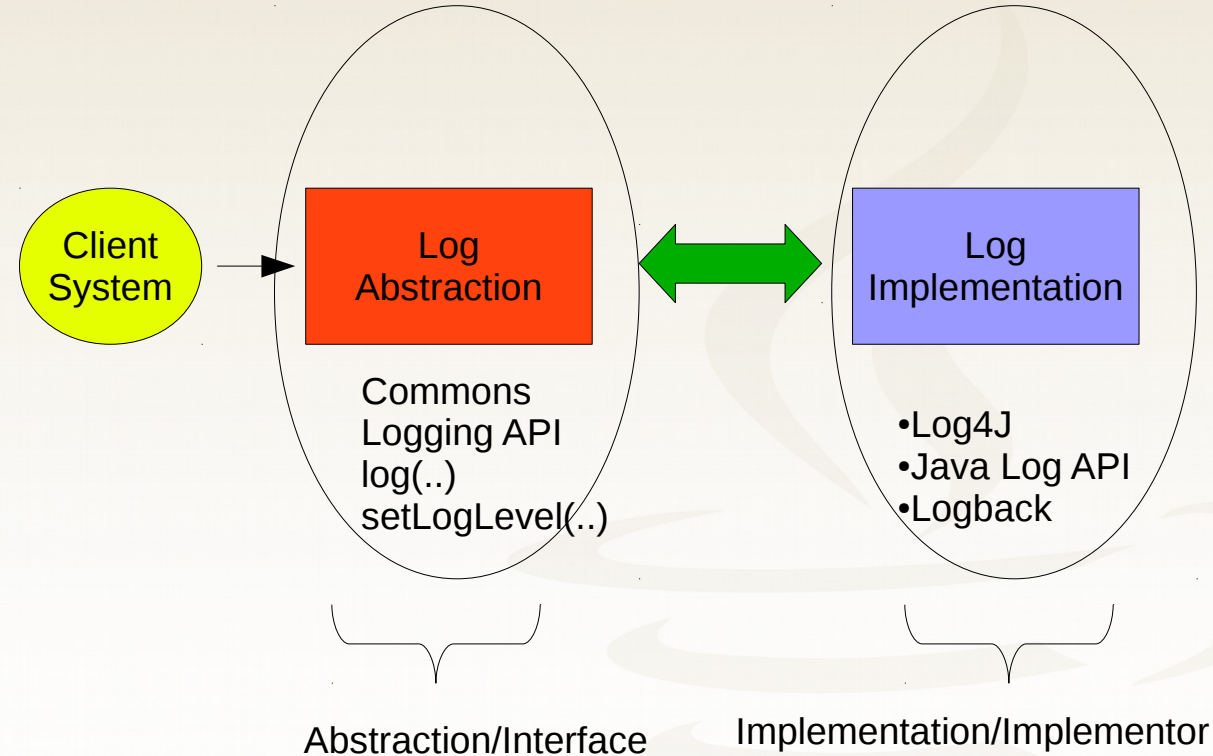 Client
System
Log
Abstraction
Log
Implementation
Commons
Logging API
log(..)
setLogLevel(..)
•Log4J
•Java Log API
•Logback
Abstraction/Interface
Implementation/Implementor